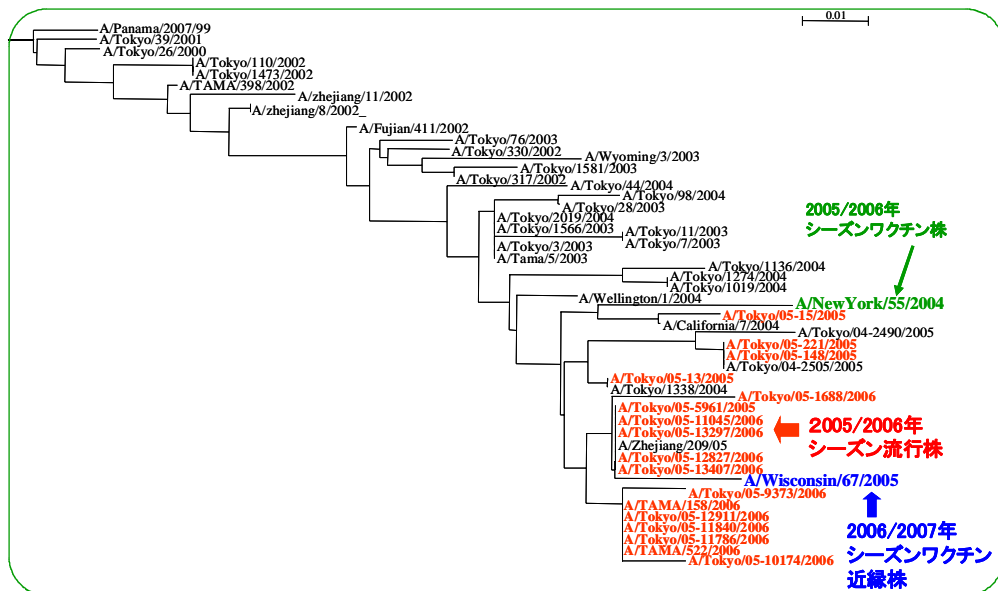 0.01
A/Panama/2007/99
A/Tokyo/39/2001
A/Tokyo/26/2000
A/Tokyo/110/2002
A/Tokyo/1473/2002
A/TAMA/398/2002
A/zhejiang/11/2002
A/zhejiang/8/2002_
A/Fujian/411/2002
A/Tokyo/76/2003
A/Tokyo/330/2002
A/Wyoming/3/2003
A/Tokyo/1581/2003
A/Tokyo/317/2002
A/Tokyo/44/2004
A/Tokyo/98/2004
A/Tokyo/28/2003
A/Tokyo/2019/2004
A/Tokyo/1566/2003
A/Tokyo/11/2003
A/Tokyo/7/2003
A/Tokyo/3/2003
A/Tama/5/2003
2005/2006年
シーズンワクチン株
A/Tokyo/1136/2004
A/Tokyo/1274/2004
A/Tokyo/1019/2004
A/Wellington/1/2004
A/NewYork/55/2004
A/Tokyo/05-15/2005
A/California/7/2004
A/Tokyo/04-2490/2005
A/Tokyo/05-221/2005
A/Tokyo/05-148/2005
A/Tokyo/04-2505/2005
A/Tokyo/05-13/2005
A/Tokyo/1338/2004
A/Tokyo/05-1688/2006
A/Tokyo/05-5961/2005
A/Tokyo/05-11045/2006
A/Tokyo/05-13297/2006
A/Zhejiang/209/05
A/Tokyo/05-12827/2006
A/Tokyo/05-13407/2006
2005/2006年
シーズン流行株
A/Wisconsin/67/2005
A/Tokyo/05-9373/2006
A/TAMA/158/2006
A/Tokyo/05-12911/2006
A/Tokyo/05-11840/2006
A/Tokyo/05-11786/2006
A/TAMA/522/2006
A/Tokyo/05-10174/2006
2006/2007年
シーズンワクチン
近縁株